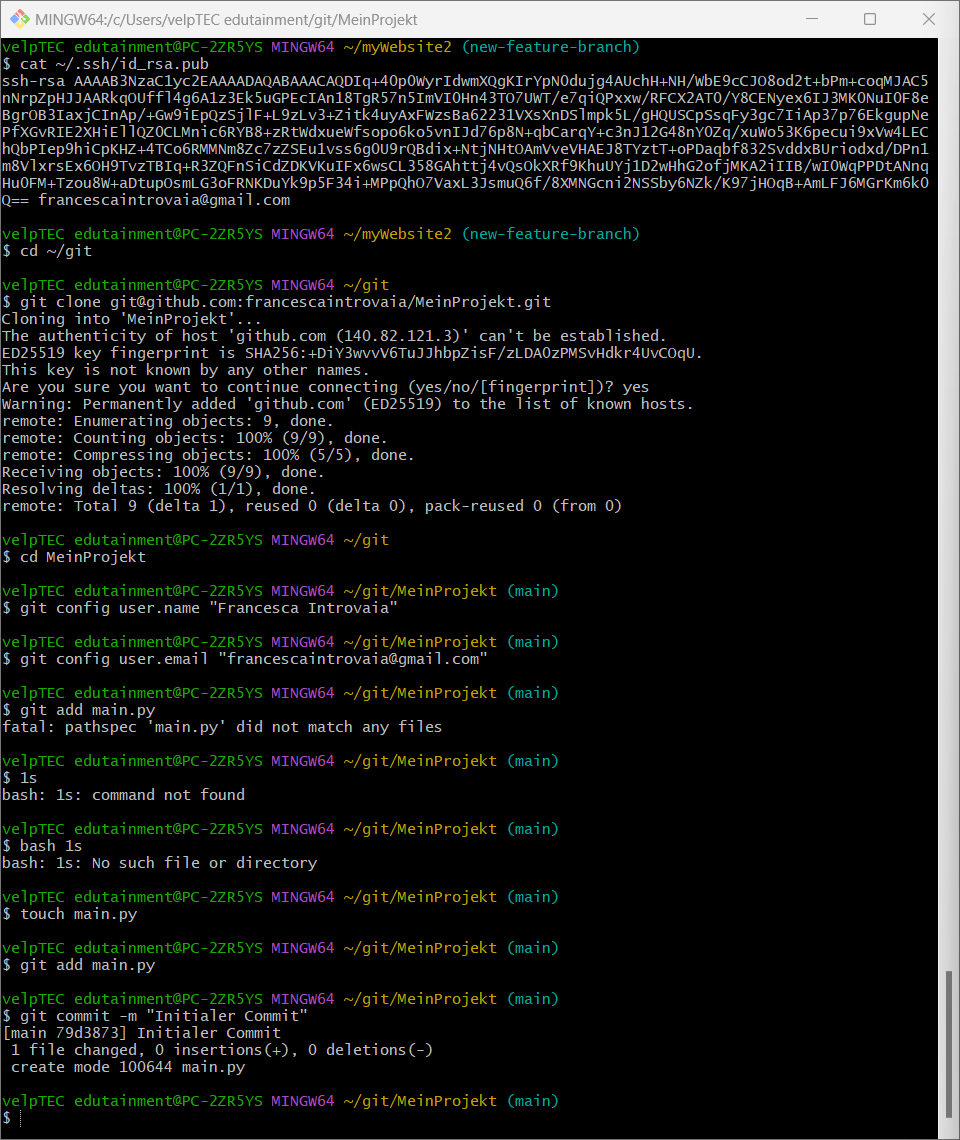 MINGW64:/c/Users/velpTEC edutainment/git/MeinProjekt
velpTEC edutainment@PC-2ZR5YS MINGW64 ~/myWebsite2 (new-feature-branch)
$ cat ~/.ssh/id_rsa.pub
ssh-rsa AAAAB3NzaC1yc2EAAAADAQABAAACAQDIq+40p0WyrIdwmXQgKIrYpN0dujg4AUchH+NH/WbE9cCJO8od2t+bPm+coqMJAC5
nNrpZpHJJAARkqOUffl4g6A1z3Ek5uGPEcIAn18TgR57n5ImVI0Hn43TO7UWT/e7qiQPxxw/RFCX2ATO/Y8CENyex6IJ3MK0NuI0F8e
BgrOB3IaxjCInAp/+Gw9iEpQzSjlF+L9zLv3+Zitk4uyAxFWzsBa62231VXsXnDSlmpk5L/gHQUSCpSsqFy3gc7IiAp37p76EkgupNe
PfXGvRIE2XHiEllQZ0CLMnic6RYB8+zRtWdxueWfsopo6ko5vnIJd76p8N+qbCarqY+c3nJ12G48nY0Zq/xuWo53K6pecui9xVw4LEC
hQbPIep9hiCpKHZ+4TCo6RMMNm8Zc7zZSEu1vss6gOU9rQBdix+NtjNHtOAmVveVHAEJ8TYztT+oPDaqbf832SvddxBUriodxd/DPn1
m8VlxrsEx6OH9TvzTBIq+R3ZQFnSiCdZDKVKuIFx6wsCL358GAhttj4vQsOkXRf9KhuUYj1D2wHhG2ofjMKA2iIIB/wIOWqPPDtANnq
Hu0FM+Tzou8W+aDtupOsmLG3oFRNKDuYk9p5F34i+MPpQhO7VaxL3JsmuQ6f/8XMNGcni2NSSby6NZk/K97jHOqB+AmLFJ6MGrKm6kO
Q== francescaintrovaia@gmail.com
velpTEC edutainment@PC-2ZR5YS MINGW64 ~/myWebsite2 (new-feature-branch)
$ cd ~/git
velpTEC edutainment@PC-2ZR5YS MINGW64 ~/git
$ git clone git@github.com:francescaintrovaia/MeinProjekt.git
Cloning into 'MeinProjekt'...
The authenticity of host 'github.com (140.82.121.3)' can't be established.
ED25519 key fingerprint is SHA256:+DiY3wvvV6TuJJhbpZisF/zLDA0zPMSvHdkr4UvCOqU.
This key is not known by any other names.
Are you sure you want to continue connecting (yes/no/[fingerprint])? yes
Warning: Permanently added 'github.com' (ED25519) to the list of known hosts.
remote: Enumerating objects: 9, done.
remote: Counting objects: 100% (9/9), done.
remote: Compressing objects: 100% (5/5), done.
Receiving objects: 100% (9/9), done.
Resolving deltas: 100% (1/1), done.
remote: Total 9 (delta 1), reused 0 (delta 0), pack-reused 0 (from 0)
velpTEC edutainment@PC-2ZR5YS MINGW64 ~/git
$ cd MeinProjekt
velpTEC edutainment@PC-2ZR5YS MINGW64 ~/git/MeinProjekt (main)
$ git config user.name "Francesca Introvaia"
velpTEC edutainment@PC-2ZR5YS MINGW64 ~/git/MeinProjekt (main)
$ git config user.email "francescaintrovaia@gmail.com"
velpTEC edutainment@PC-2ZR5YS MINGW64 ~/git/MeinProjekt (main)
$ git add main.py
fatal: pathspec 'main.py' did not match any files
velpTEC edutainment@PC-2ZR5YS MINGW64 ~/git/MeinProjekt (main)
$ 1s
bash: 1s: command not found
velpTEC edutainment@PC-2ZR5YS MINGW64 ~/git/MeinProjekt (main)
$ bash 1s
bash: 1s: No such file or directory
velpTEC edutainment@PC-2ZR5YS MINGW64 ~/git/MeinProjekt (main)
$ touch main.py
velpTEC edutainment@PC-2ZR5YS MINGW64 ~/git/MeinProjekt (main)
$ git add main.py
velpTEC edutainment@PC-2ZR5YS MINGW64 ~/git/MeinProjekt (main)
$ git commit -m "Initialer Commit"
[main 79d3873] Initialer Commit
1 file changed, 0 insertions(+), 0 deletions(-)
create mode 100644 main.py
velpTEC edutainment@PC-2ZR5YS MINGW64 ~/git/MeinProjekt (main)
$